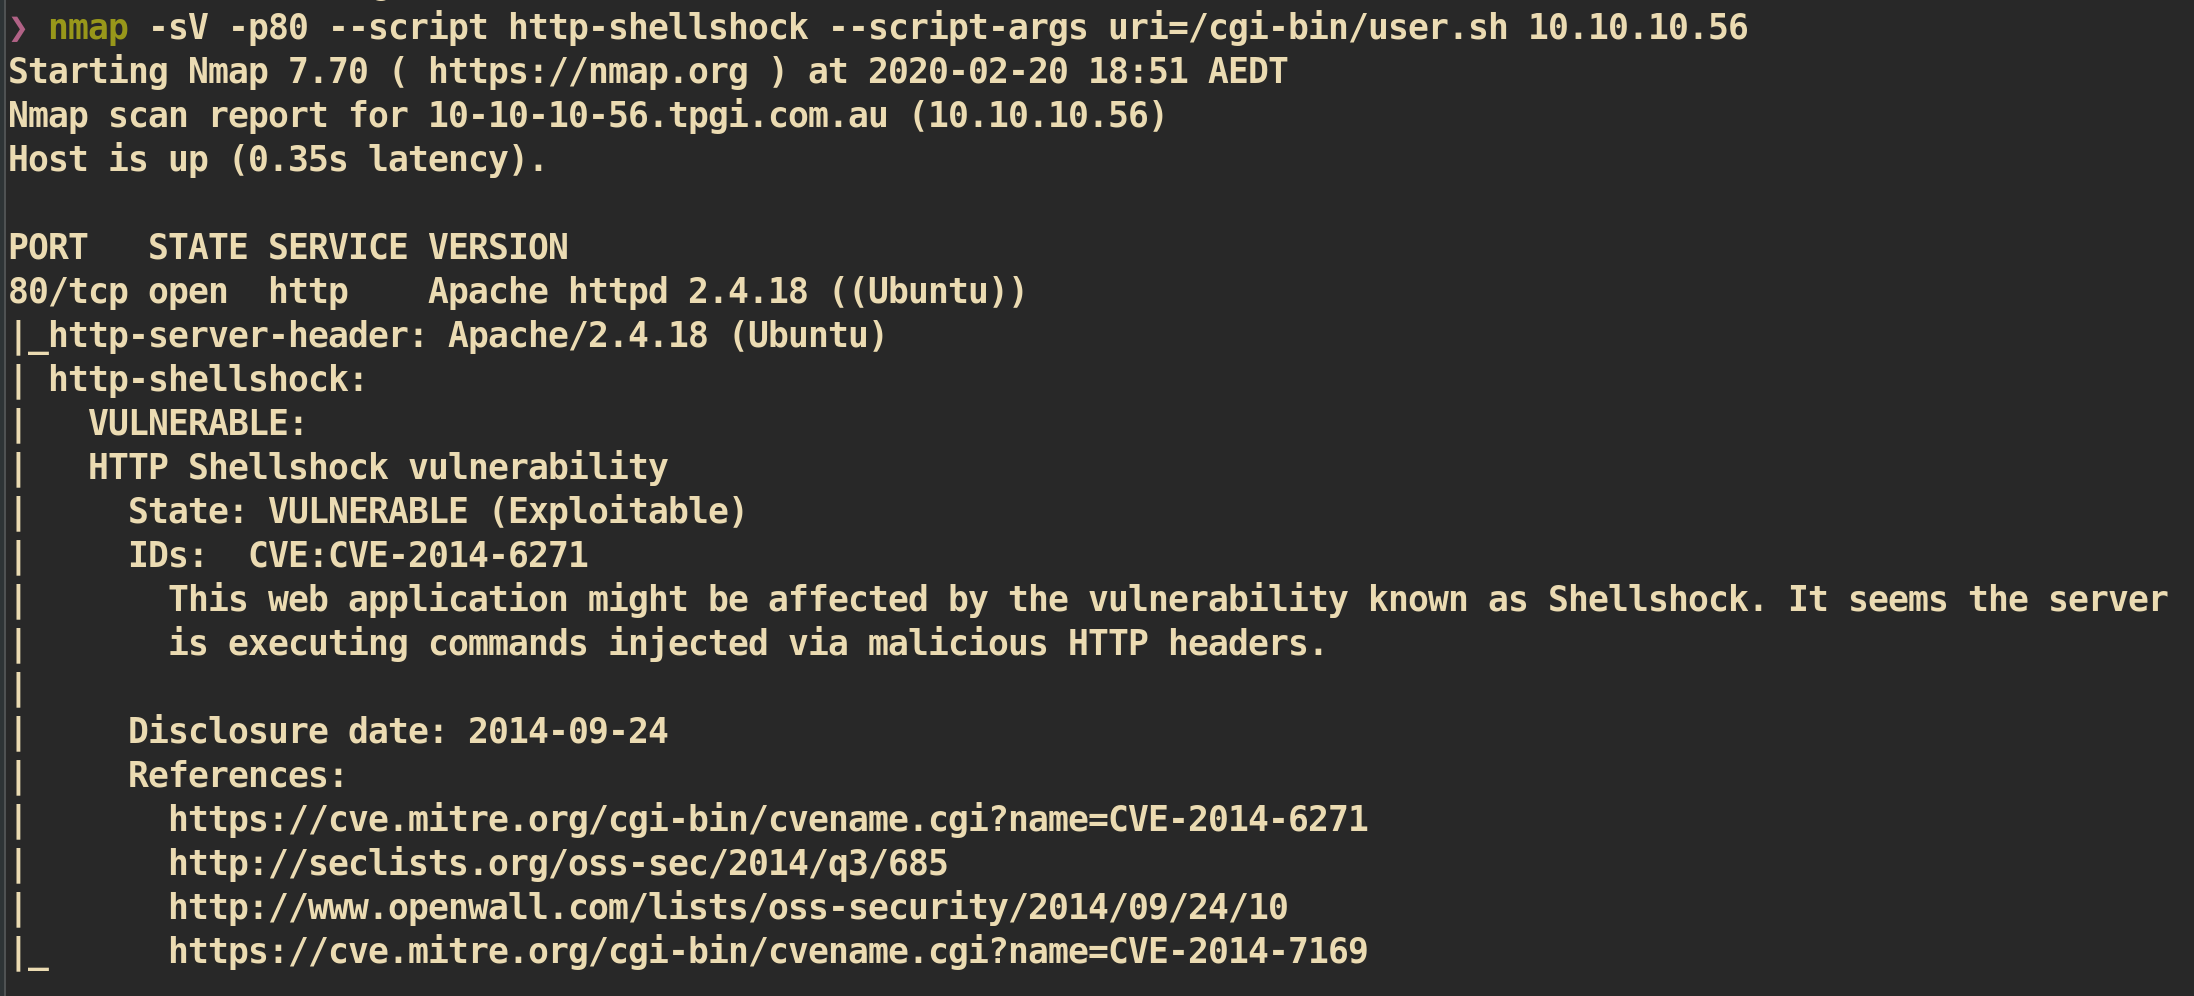 ❯ nmap -sV -p80 --script http-shellshock --script-args uri=/cgi-bin/user.sh 10.10.10.56
Starting Nmap 7.70 ( https://nmap.org ) at 2020-02-20 18:51 AEDT
Nmap scan report for 10-10-10-56.tpgi.com.au (10.10.10.56)
Host is up (0.35s latency).

PORT   STATE SERVICE VERSION
80/tcp open  http    Apache httpd 2.4.18 ((Ubuntu))
|_http-server-header: Apache/2.4.18 (Ubuntu)
| http-shellshock:
|   VULNERABLE:
|   HTTP Shellshock vulnerability
|     State: VULNERABLE (Exploitable)
|     IDs:  CVE:CVE-2014-6271
|       This web application might be affected by the vulnerability known as Shellshock. It seems the server
|       is executing commands injected via malicious HTTP headers.
|
|     Disclosure date: 2014-09-24
|     References:
|       https://cve.mitre.org/cgi-bin/cvename.cgi?name=CVE-2014-6271
|       http://seclists.org/oss-sec/2014/q3/685
|       http://www.openwall.com/lists/oss-security/2014/09/24/10
|_      https://cve.mitre.org/cgi-bin/cvename.cgi?name=CVE-2014-7169